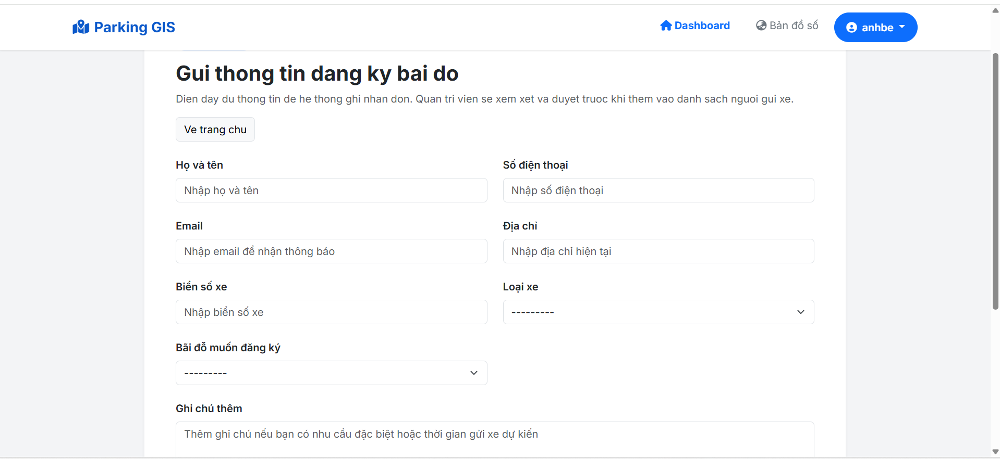 Parking GIS
Dashboard
Bản đồ số
anhbe
Gui thong tin dang ky bai do
Dien day du thong tin de he thong ghi nhan don. Quan tri vien se xem xet va duyet truoc khi them vao danh sach nguoi gui xe.
Ve trang chu
Họ và tên
Số điện thoại
Nhập họ và tên
Nhập số điện thoại
Email
Địa chỉ
Nhập email để nhận thông báo
Nhập địa chỉ hiện tại
Biển số xe
Loại xe
Nhập biển số xe
---------
Bãi đỗ muốn đăng ký
---------
Ghi chú thêm
Thêm ghi chú nếu bạn có nhu cầu đặc biệt hoặc thời gian gửi xe dự kiến